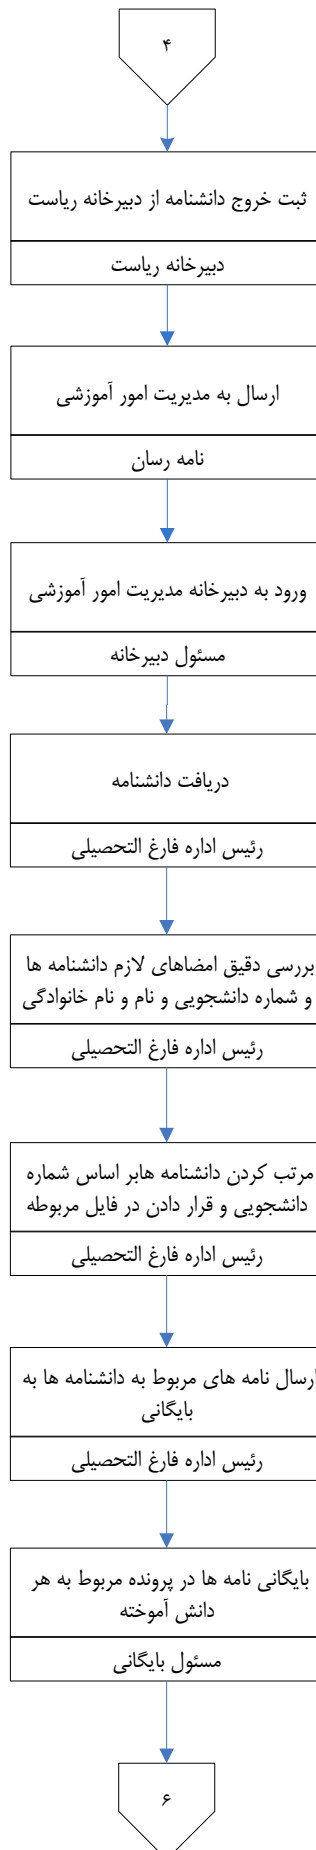 ۴
ثبت خروج دانشنامه از دبیرخانه ریاست
دبیرخانه ریاست
ارسال به مدیریت امور آموزشی
نامه رسان
ورود به دبیرخانه مدیریت امور آموزشی
مسئول دبیرخانه
دریافت دانشنامه
رئیس اداره فارغ التحصیلی
بررسی دقیق امضاهای لازم دانشنامه ها
و شماره دانشجویی و نام و نام خانوادگی
رئیس اداره فارغ التحصیلی
مرتب کردن دانشنامه هابر اساس شماره
دانشجویی و قرار دادن در فایل مربوطه
رئیس اداره فارغ التحصیلی
ارسال نامه های مربوط به دانشنامه ها به
بایگانی
رئیس اداره فارغ التحصیلی
بایگانی نامه ها در پرونده مربوط به هر
دانش آموخته
مسئول بایگانی
۶